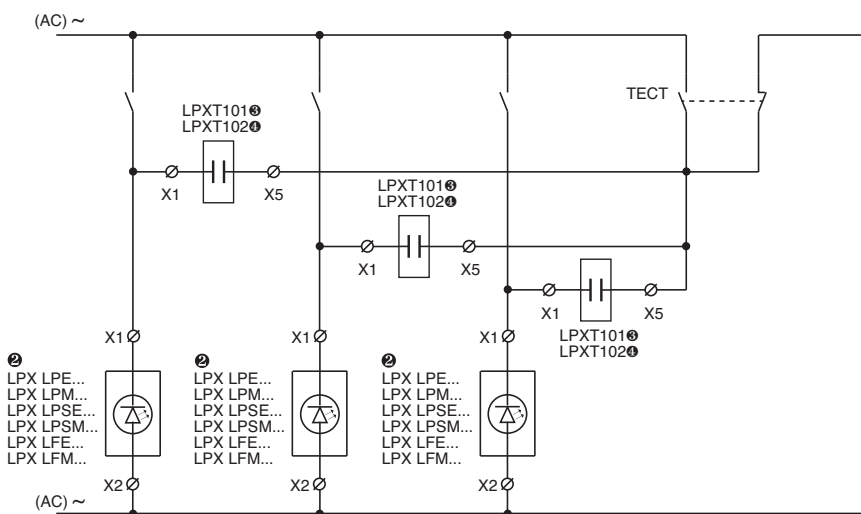 (AC) ~
ТЕСТ
LPXT101❸
LPXT102❹
X1
X5
LPXT101❸
LPXT102❹
X1
X5
X1
X5
LPXT101❸
LPXT102❹
X1
X1
X1
❷
LPX LPE...
LPX LPM...
LPX LPSE...
LPX LPSM...
LPX LFE...
LPX LFM...
❷
LPX LPE...
LPX LPM...
LPX LPSE...
LPX LPSM...
LPX LFE...
LPX LFM...
❷
LPX LPE...
LPX LPM...
LPX LPSE...
LPX LPSM...
LPX LFE...
LPX LFM...
X2
X2
X2
(AC) ~